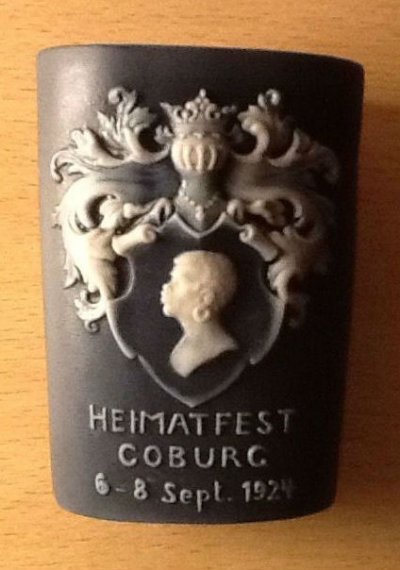 HEIMATFEST
COBURG
6-8 Sept. 1924